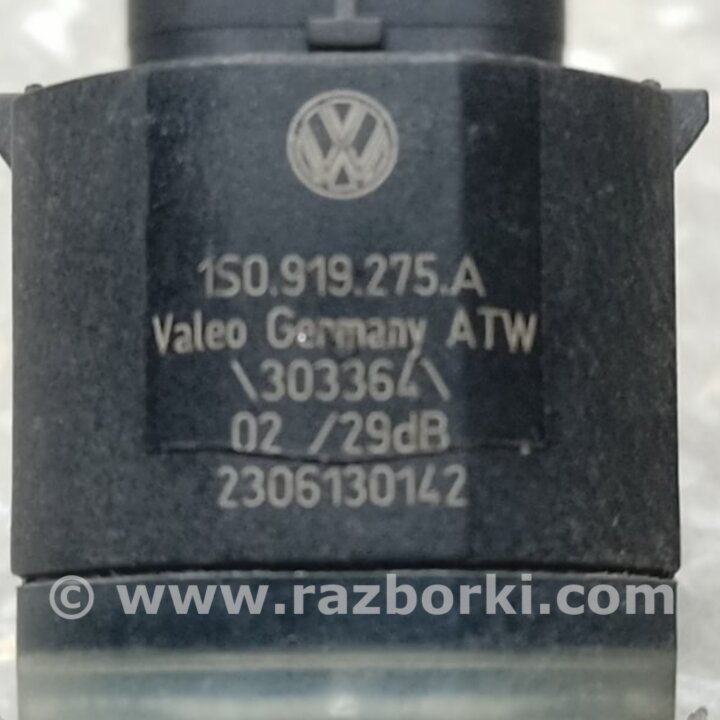 1S0.919.275.A
Valeo Germany ATW
\303364\
02 /29dB
2306130142
© www.razborki.com